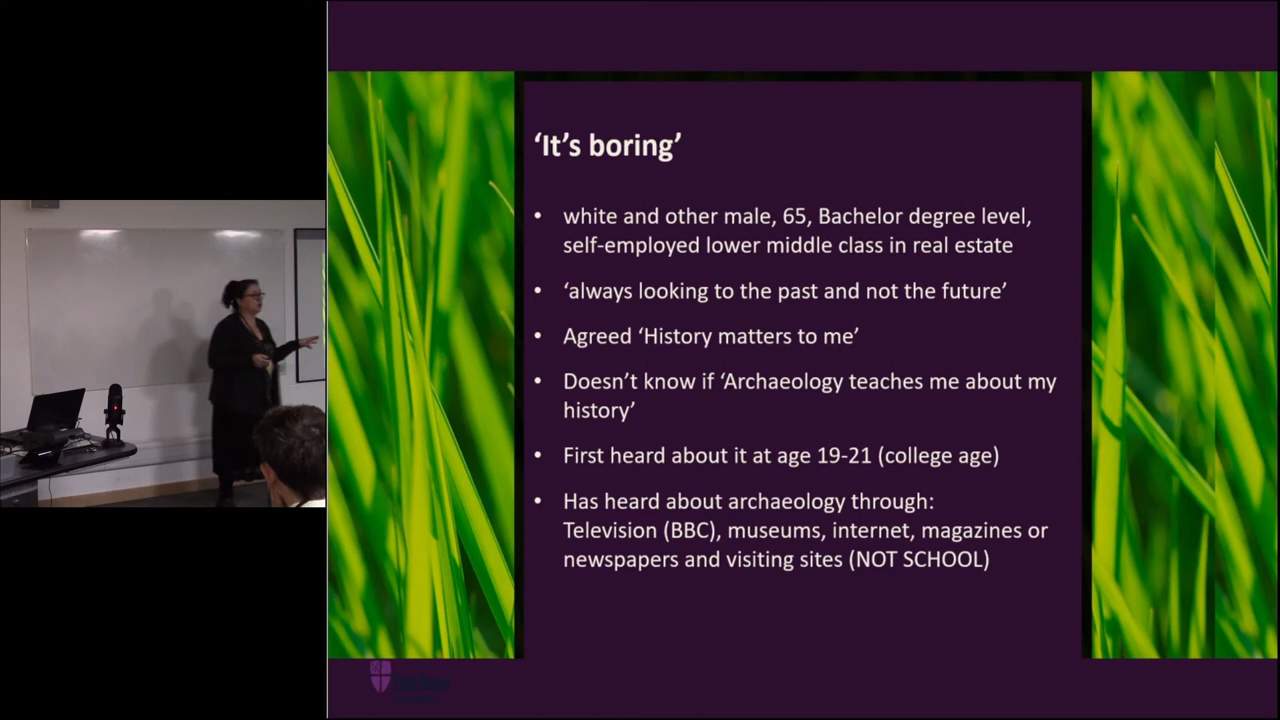 ‘It’s boring’
• white and other male, 65, Bachelor degree level,
self-employed lower middle class in real estate
• ‘always looking to the past and not the future’
• Agreed ‘History matters to me’
• Doesn’t know if ‘Archaeology teaches me about my
history’
• First heard about it at age 19-21 (college age)
• Has heard about archaeology through:
Television (BBC), museums, internet, magazines or
newspapers and visiting sites (NOT SCHOOL)